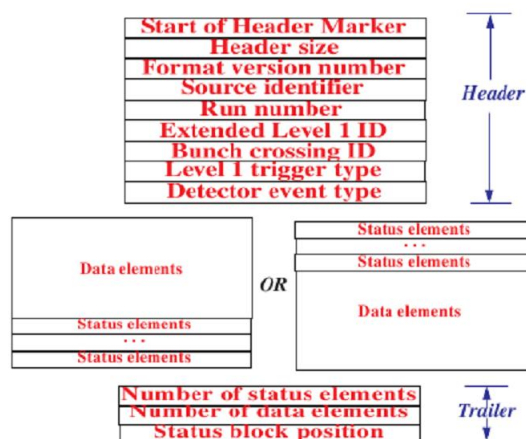 Start of Header Marker
Header size
Format version number
Source identifier
Run number
Extended Level 1 ID
Bunch crossing ID
Level 1 trigger type
Detector event type
Header
Data elements
Status elements
...
Status elements
OR
Status elements
...
Status elements
Data elements
Number of status elements
Number of data elements
Status block position
Trailer